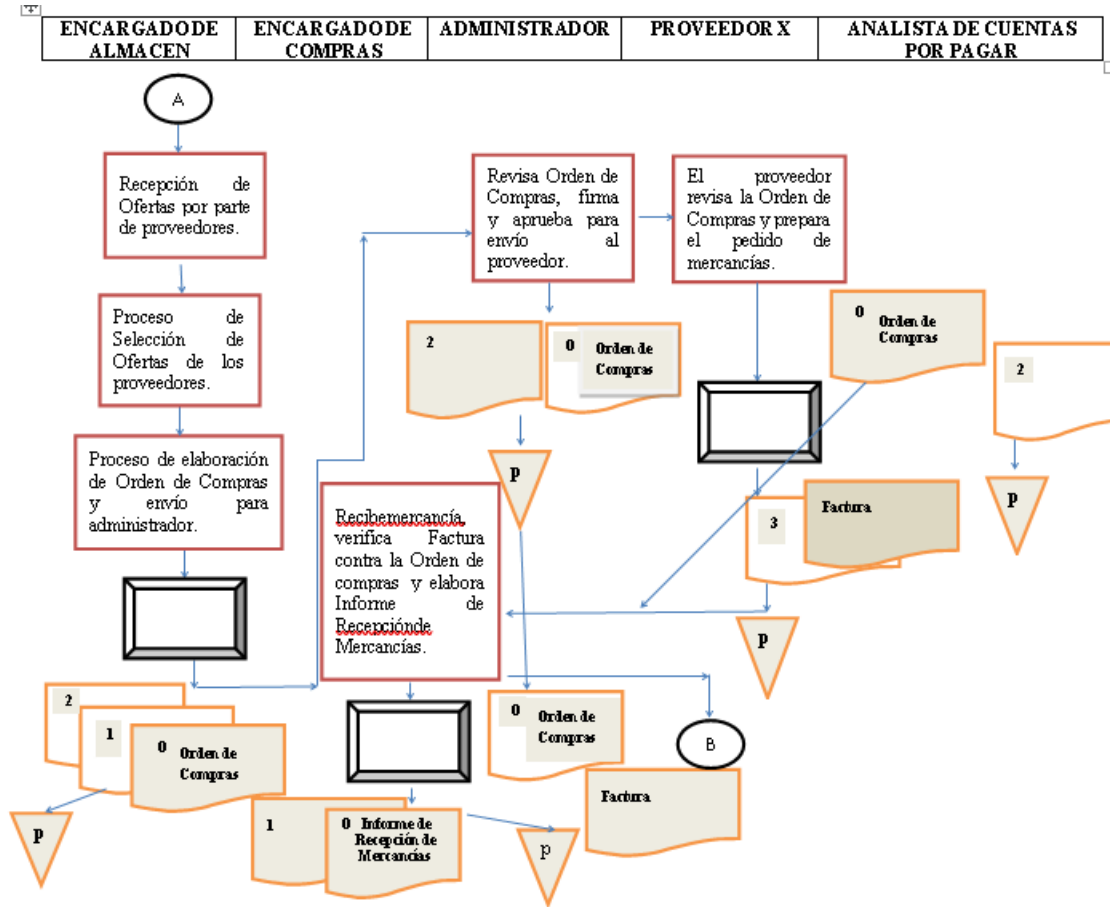 ENCARGADO DE
ALMACEN
ENCARGADO DE
COMPRAS
ADMINISTRADOR
PROVEEDOR X
ANALISTA DE CUENTAS
POR PAGAR
A
Recepción de
Ofertas por parte
de proveedores.
Proceso de
Selección de
Ofertas de los
proveedores.
Proceso de elaboración
de Orden de Compras
y envío para
administrador.
2
1
0 Orden de
Compras
P
Revisa Orden de
Compras, firma
y aprueba para
envío al
proveedor.
El proveedor
revisa la Orden de
Compras y prepara
el pedido de
mercancías.
2
0 Orden de
Compras
P
0 Orden de
Compras
2
P
3
Factura
P
Recibemercancía,
verifica Factura
contra la Orden de
compras y elabora
Informe de
Recepciónde
Mercancías.
0 Orden de
Compras
B
Factura
1
0 Informe de
Recepción de
Mercancías
p